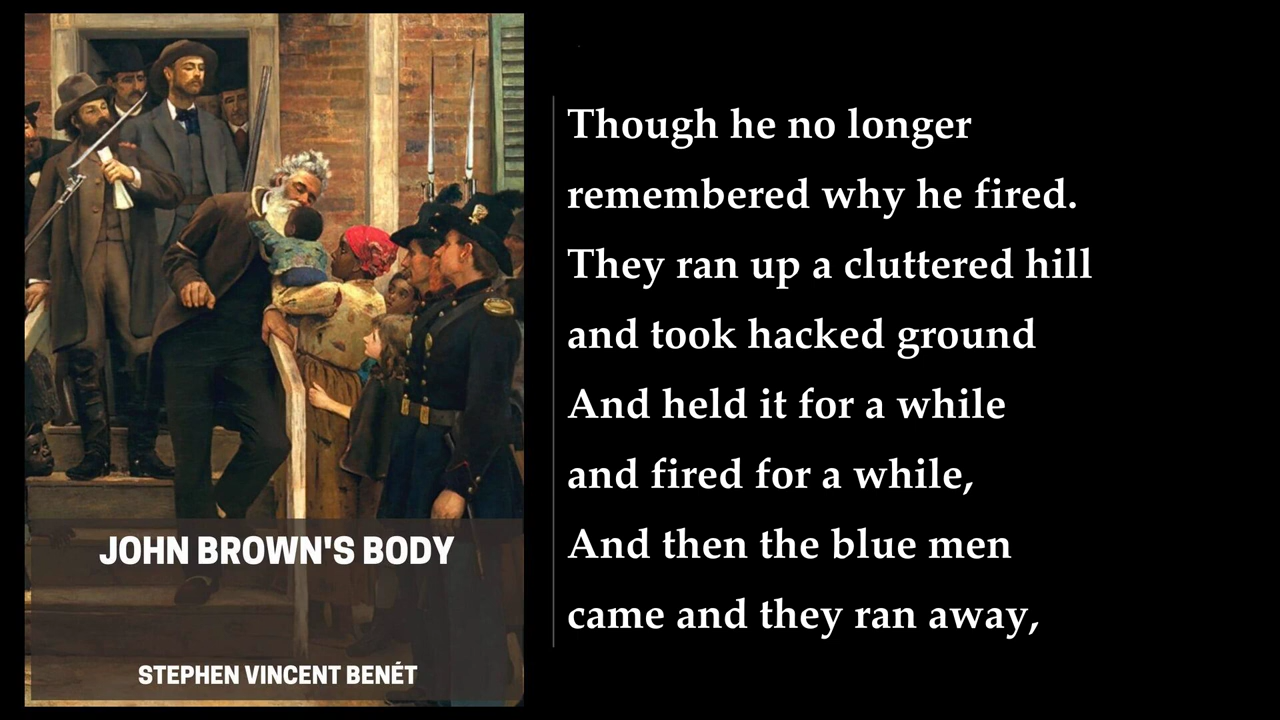 JOHN BROWN'S BODY
STEPHEN VINCENT BENÉT
Though he no longer
remembered why he fired.
They ran up a cluttered hill
and took hacked ground
And held it for a while
and fired for a while,
And then the blue men
came and they ran away,